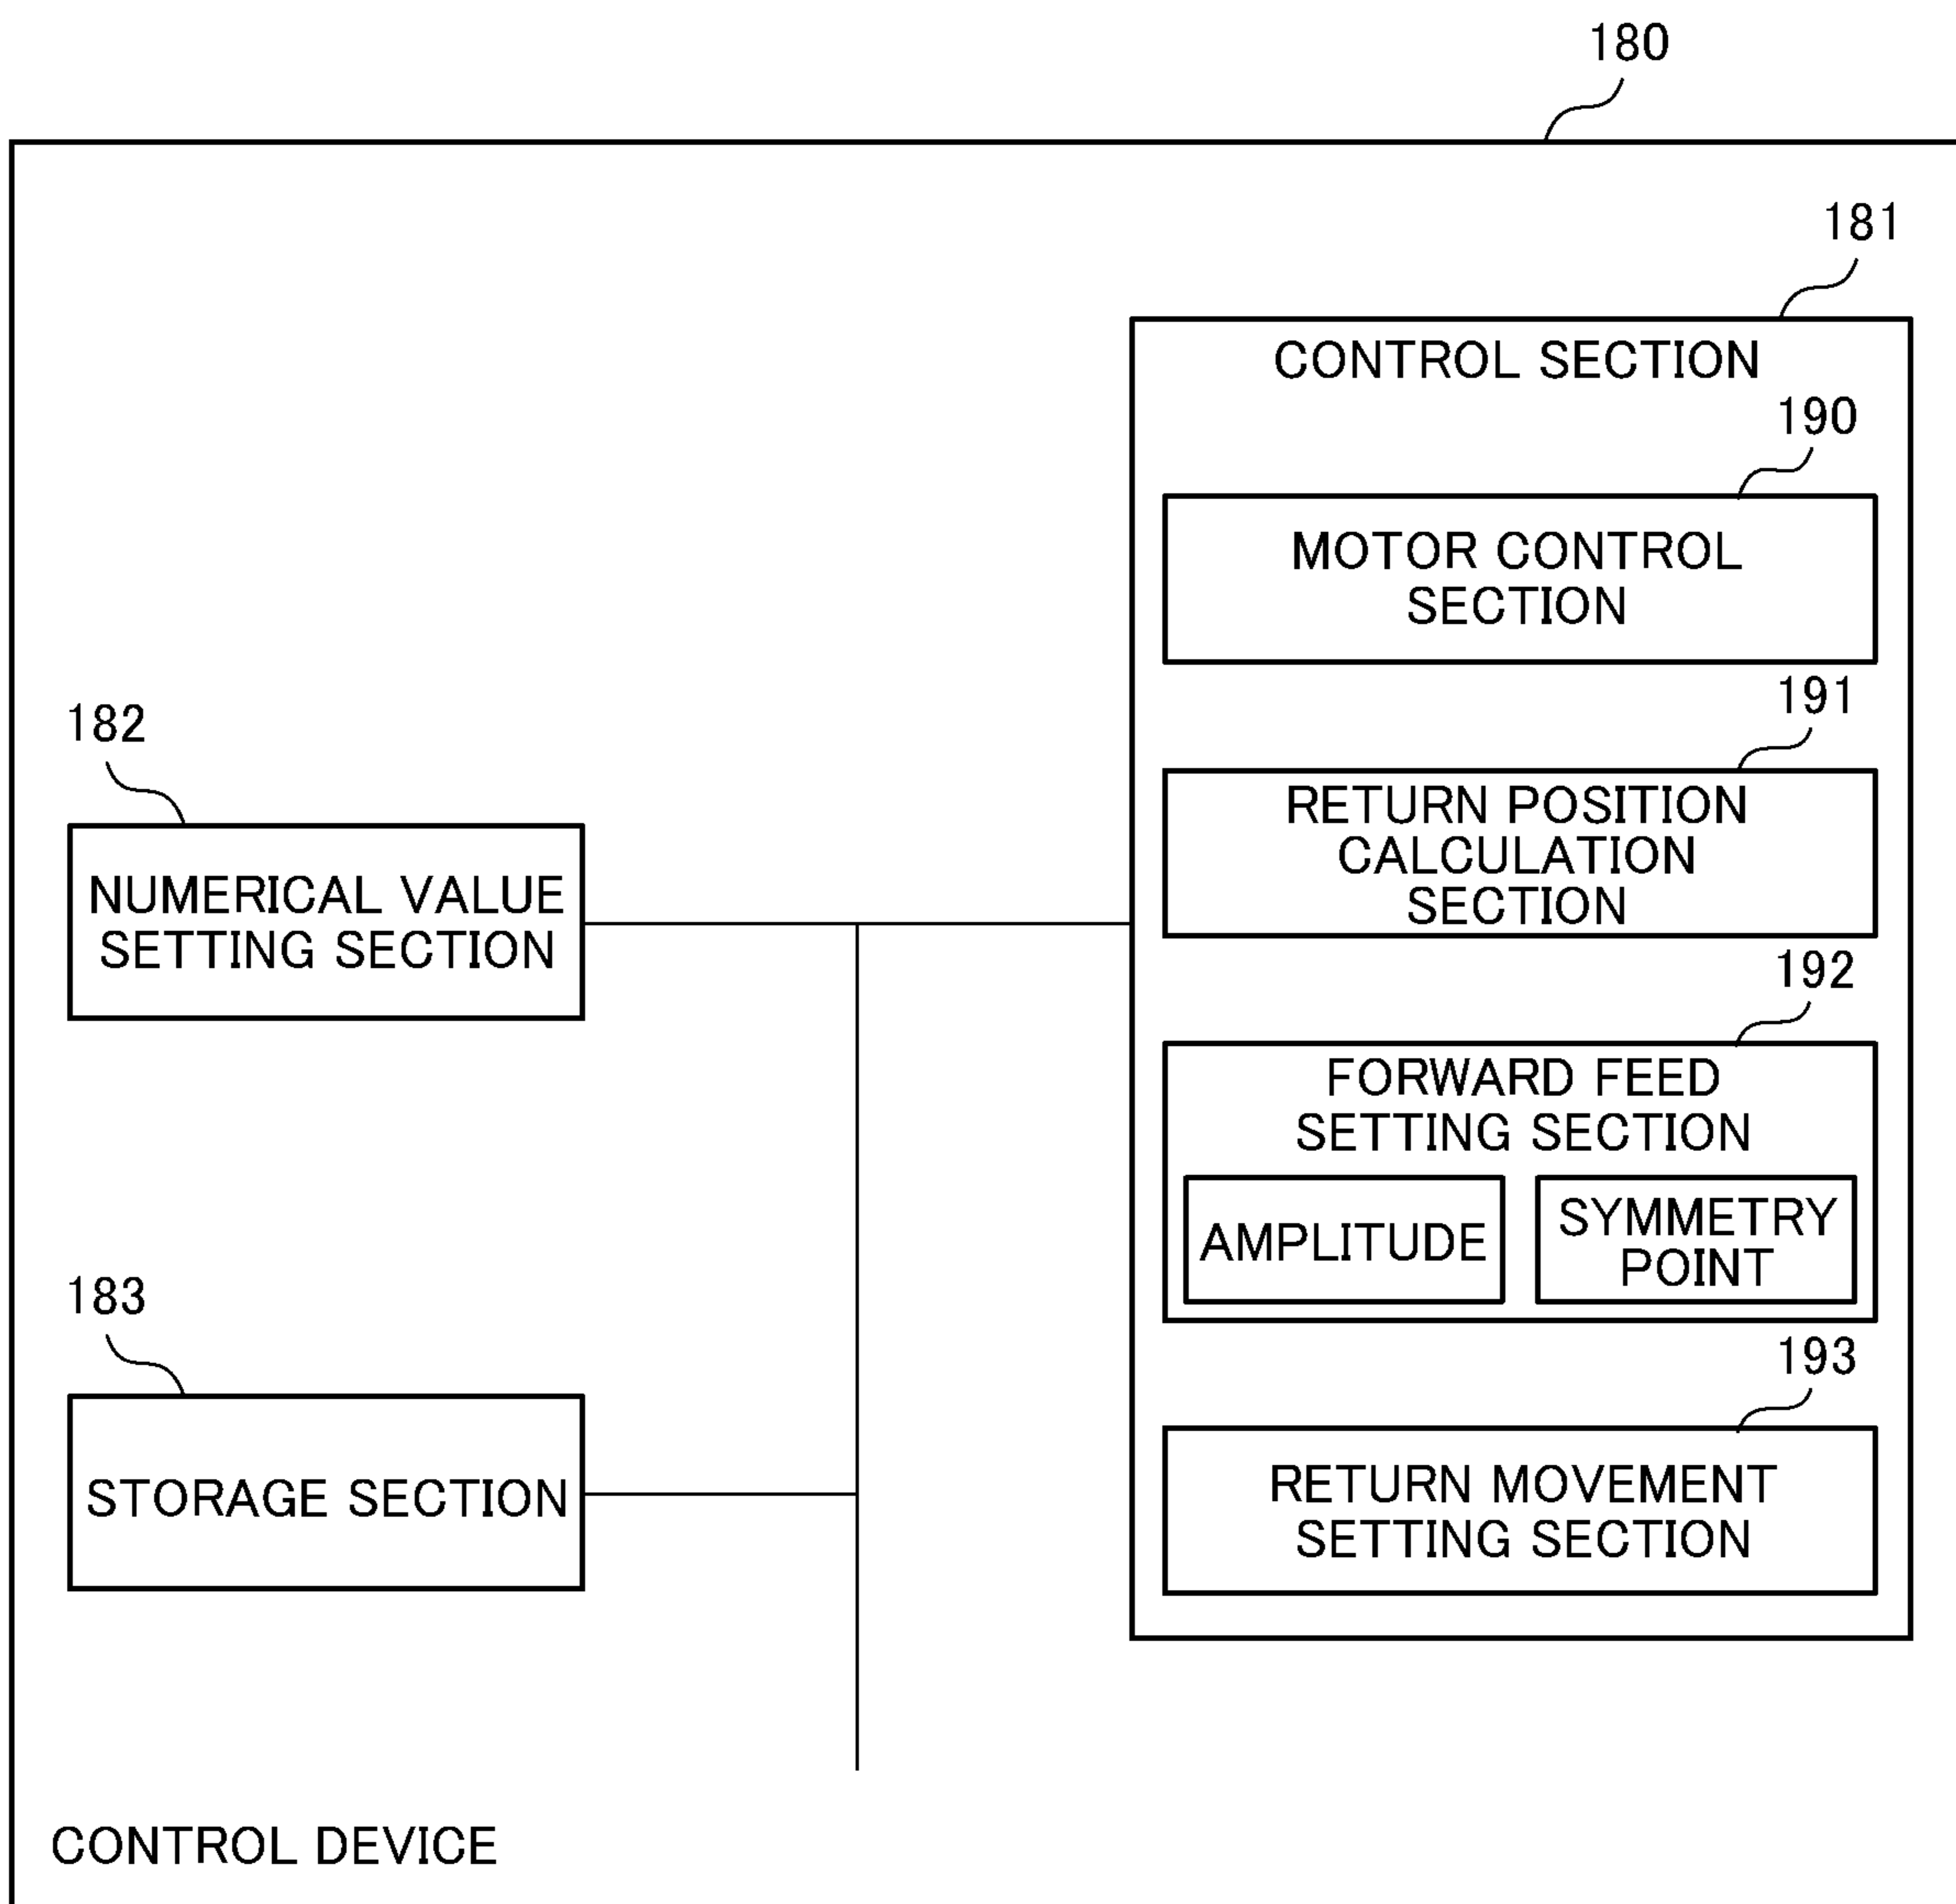 180
181
CONTROL SECTION
190
MOTOR CONTROL
SECTION
191
RETURN POSITION
CALCULATION
SECTION
192
FORWARD FEED
SETTING SECTION
AMPLITUDE
SYMMETRY
POINT
193
RETURN MOVEMENT
SETTING SECTION
182
NUMERICAL VALUE
SETTING SECTION
183
STORAGE SECTION
CONTROL DEVICE